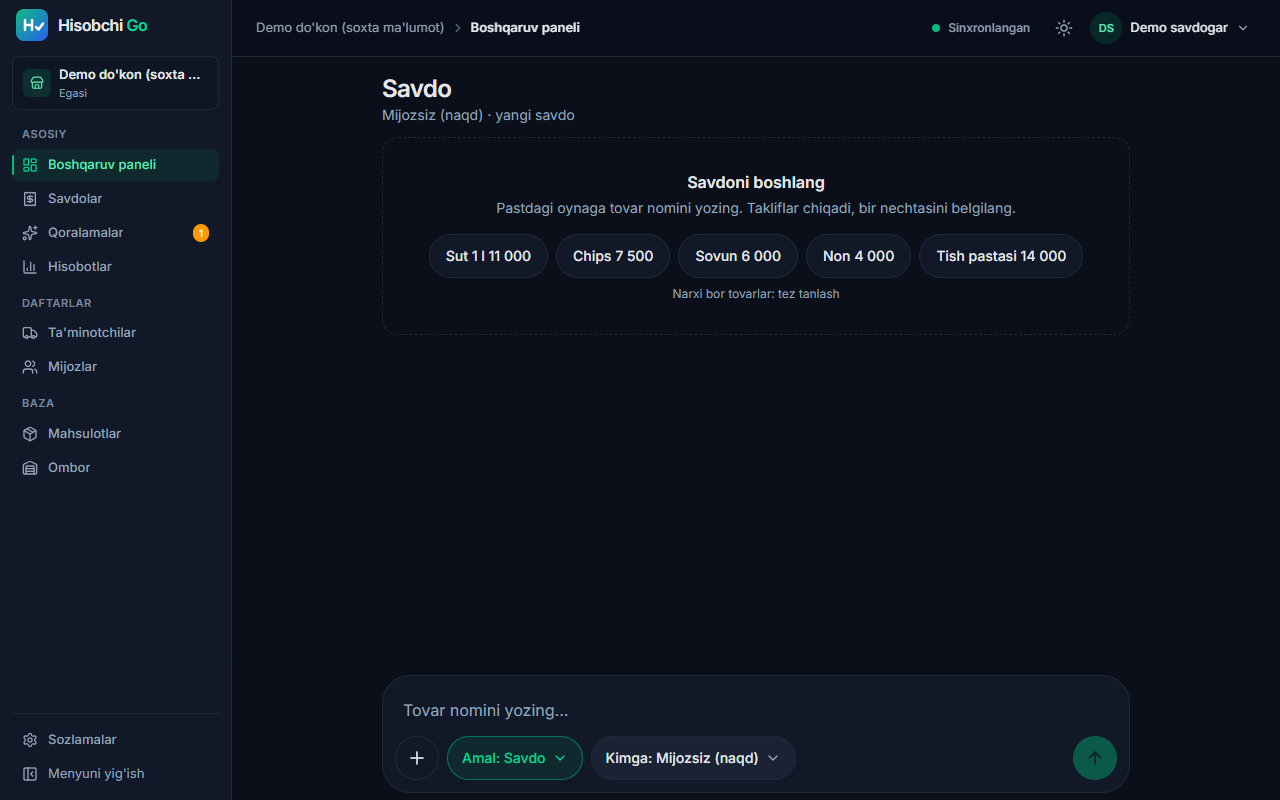 Hisobchi Go
Demo do'kon (soxta ...
Egasi
ASOSIY
Boshqaruv paneli
Savdolar
Qoralamalar 1
Hisobotlar
DAFTARLAR
Ta'minotchilar
Mijozlar
BAZA
Mahsulotlar
Ombor
Sozlamalar
Menyuni yig'ish
Demo do'kon (soxta ma'lumot) > Boshqaruv paneli
Sinxronlangan
DS Demo savdogar
Savdo
Mijozsiz (naqd) · yangi savdo
Savdoni boshlang
Pastdagi oynaga tovar nomini yozing. Takliflar chiqadi, bir nechtasini belgilang.
Sut 1 l 11 000 Chips 7 500 Sovun 6 000 Non 4 000 Tish pastasi 14 000
Narxi bor tovarlar: tez tanlash
Tovar nomini yozing...
Amal: Savdo Kimga: Mijozsiz (naqd)